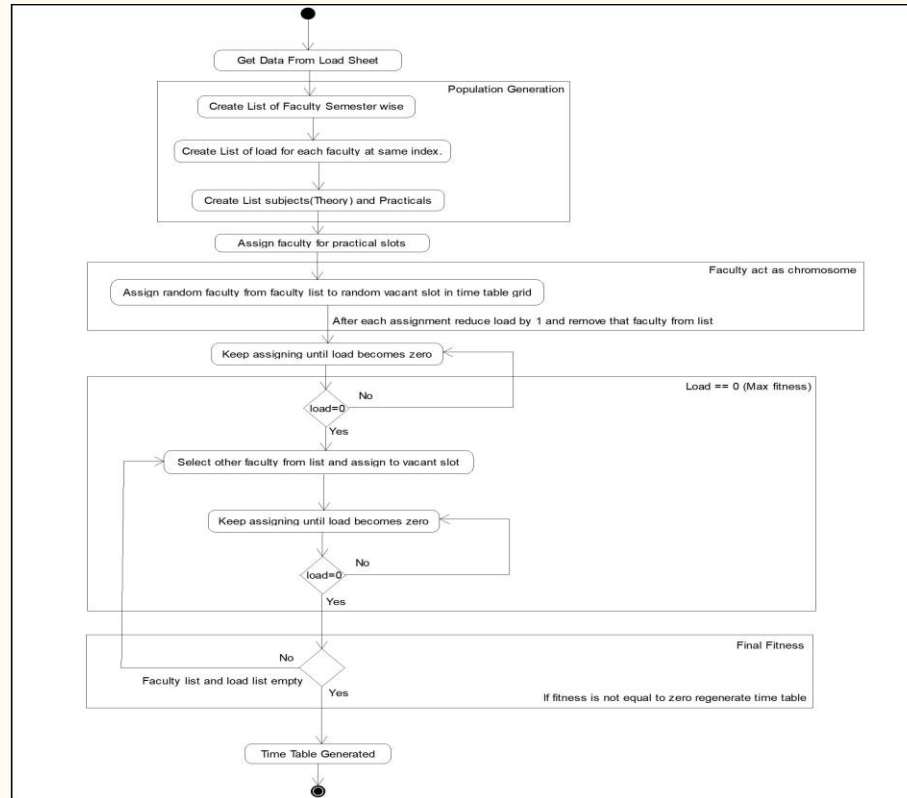 Get Data From Load Sheet
Population Generation
Create List of Faculty Semester wise
Create List of load for each faculty at same index.
Create List subjects(Theory) and Practicals
Assign faculty for practical slots
Faculty act as chromosome
Assign random faculty from faculty list to random vacant slot in time table grid
After each assignment reduce load by 1 and remove that faculty from list
Keep assigning until load becomes zero
Load == 0 (Max fitness)
No
load=0
Yes
Select other faculty from list and assign to vacant slot
Keep assigning until load becomes zero
No
load=0
Yes
Final Fitness
No
Faculty list and load list empty
Yes
If fitness is not equal to zero regenerate time table
Time Table Generated